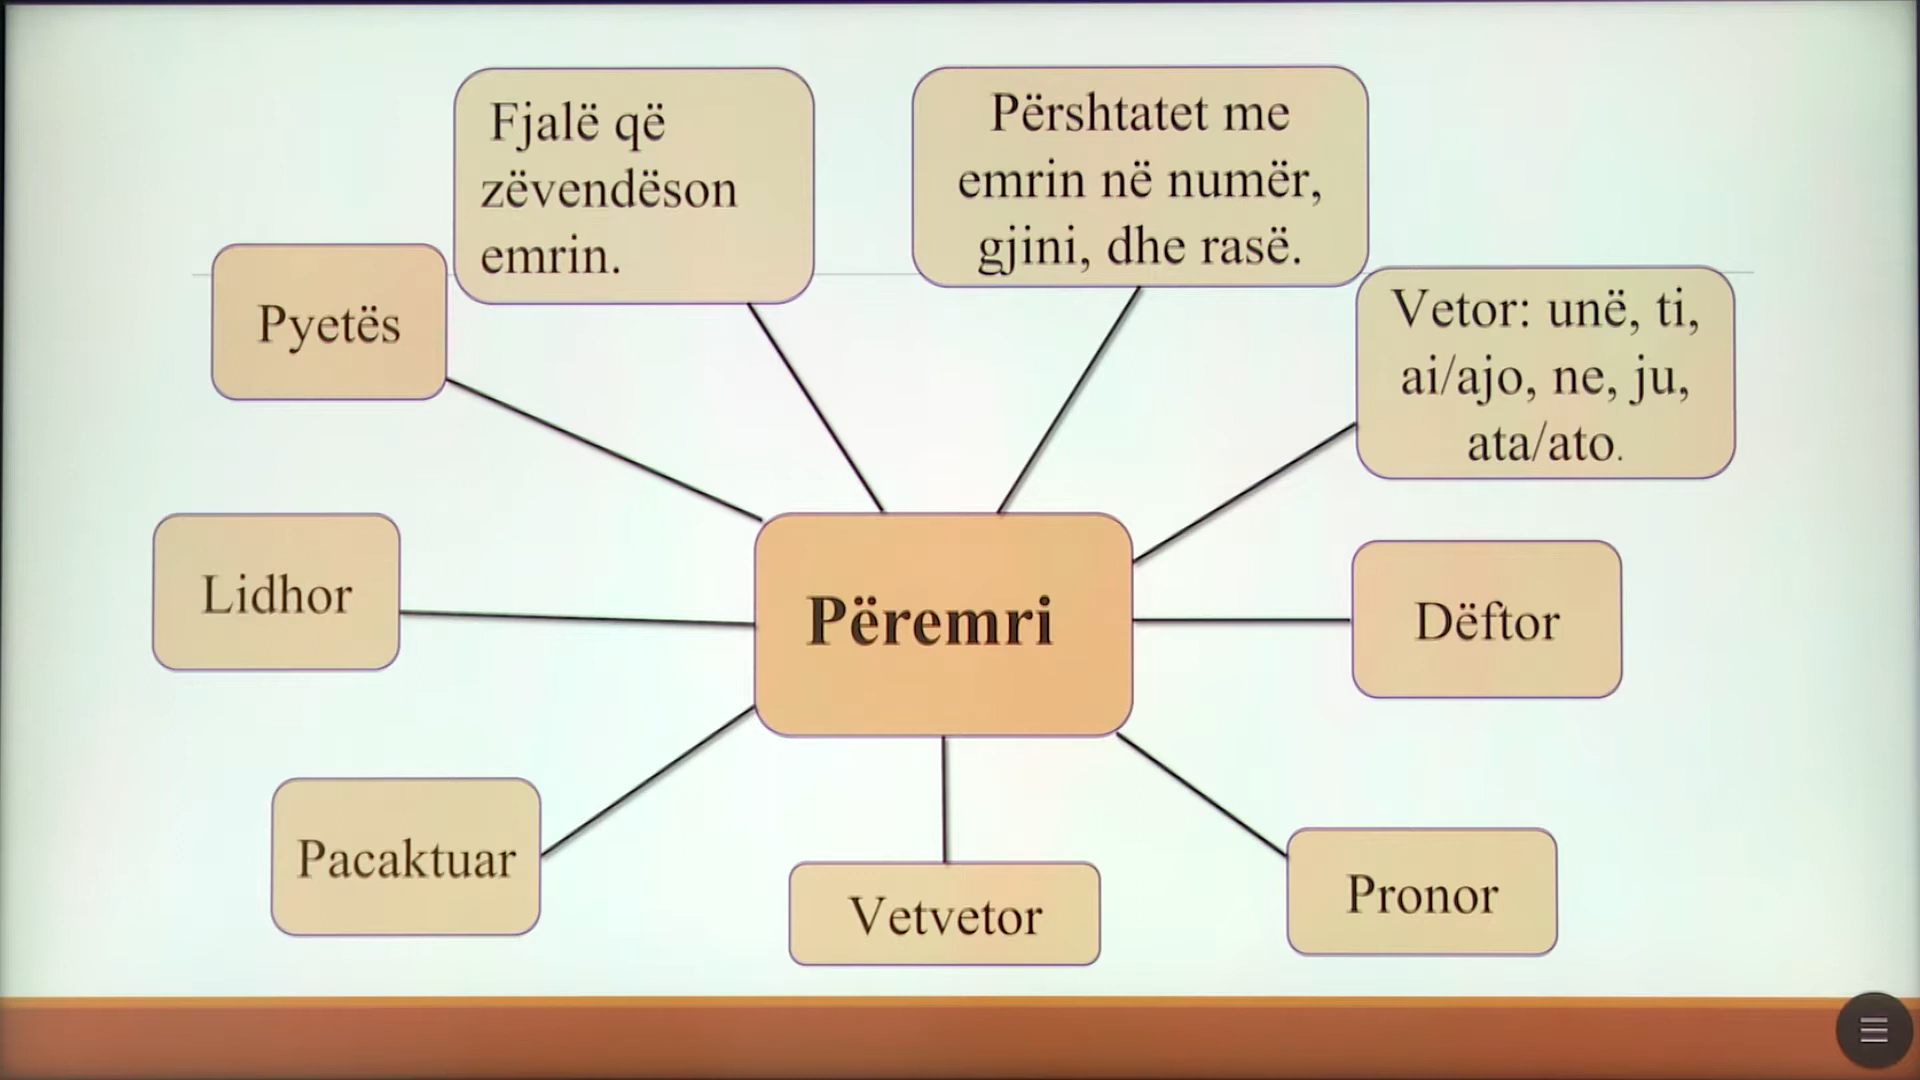 Fjalë që
zëvendëson
emrin.
Përshtatet me
emrin në numër,
gjini, dhe rasë.
Pyetës
Vetor: unë, ti,
ai/ajo, ne, ju,
ata/ato.
Lidhor
Përemri
Dëftor
Pacaktuar
Vetvetor
Pronor